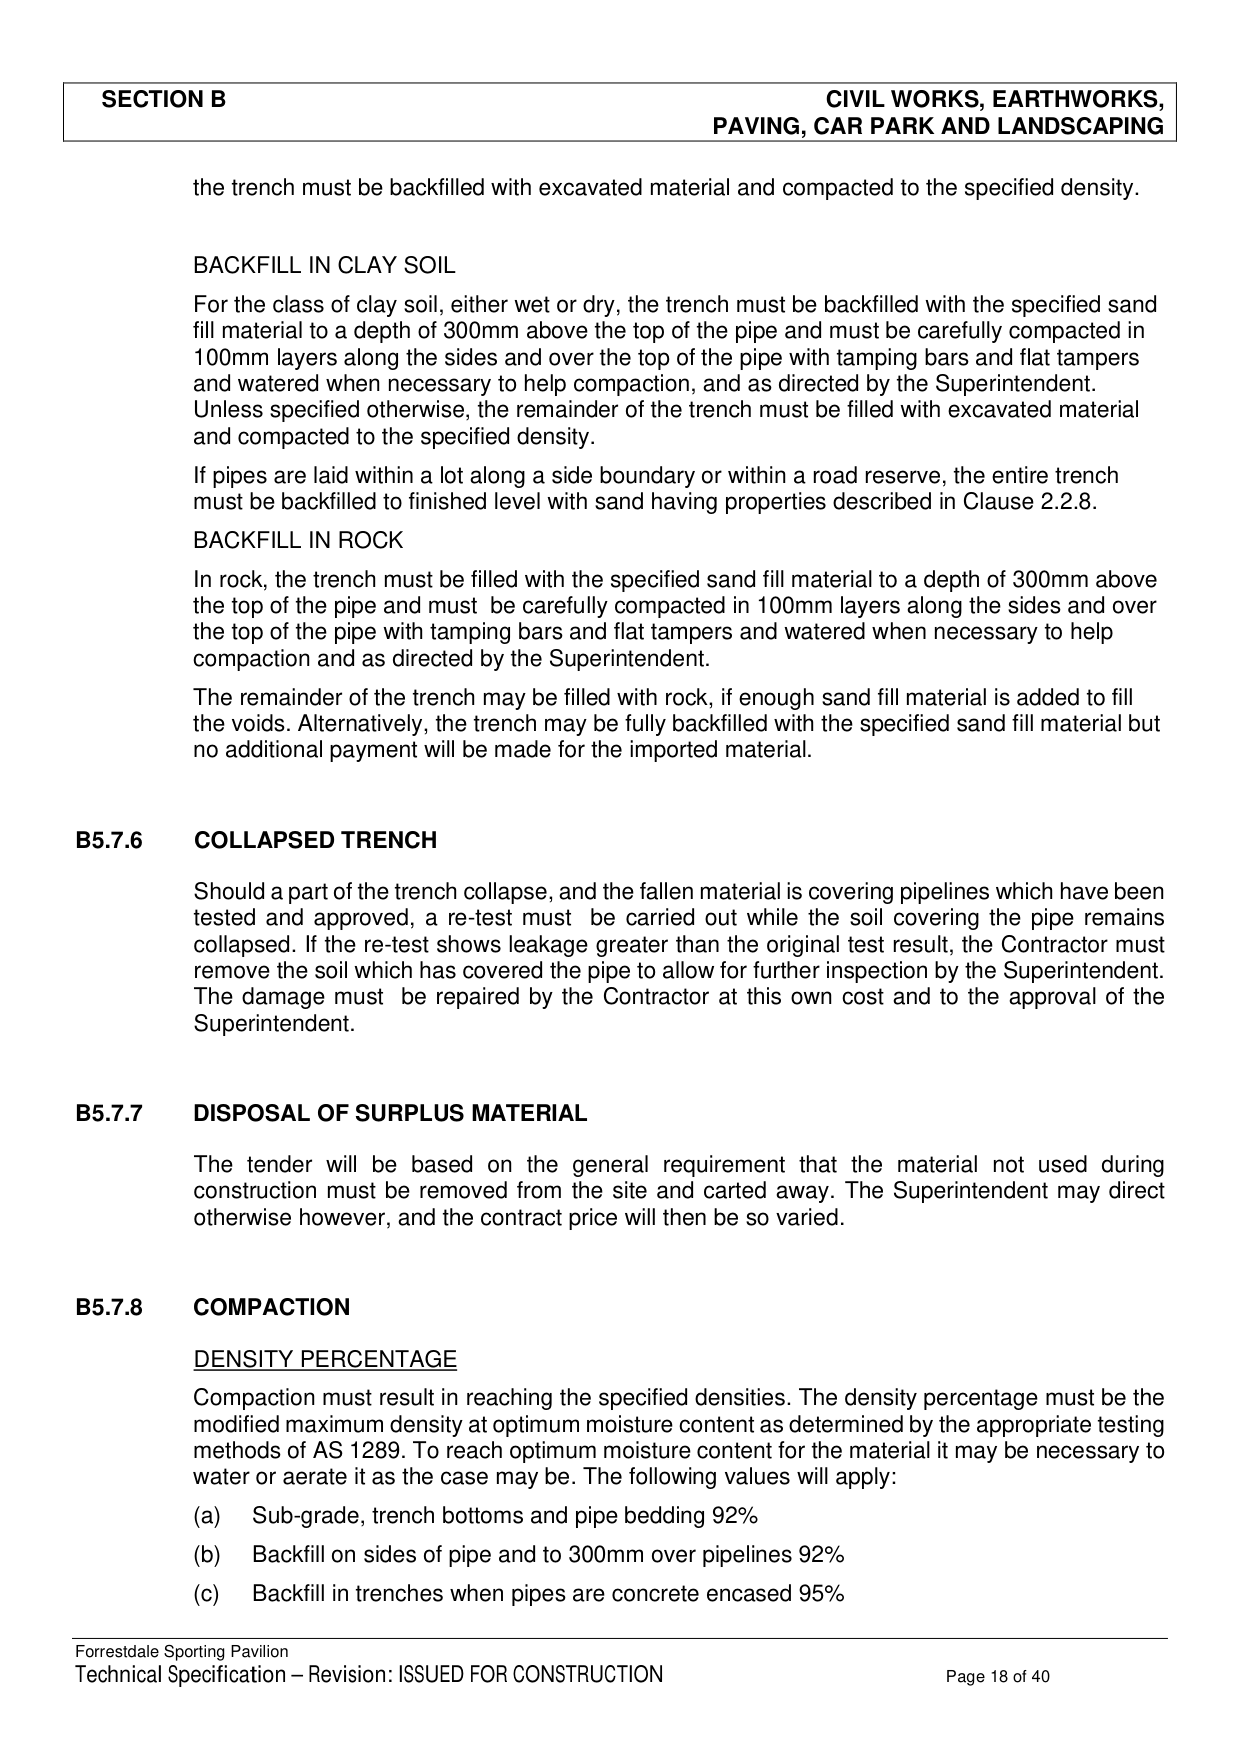 SECTION B
CIVIL WORKS, EARTHWORKS,
PAVING, CAR PARK AND LANDSCAPING
the trench must be backfilled with excavated material and compacted to the specified density.
BACKFILL IN CLAY SOIL
For the class of clay soil, either wet or dry, the trench must be backfilled with the specified sand
fill material to a depth of 300mm above the top of the pipe and must be carefully compacted in
100mm layers along the sides and over the top of the pipe with tamping bars and flat tampers
and watered when necessary to help compaction, and as directed by the Superintendent.
Unless specified otherwise, the remainder of the trench must be filled with excavated material
and compacted to the specified density.
If pipes are laid within a lot along a side boundary or within a road reserve, the entire trench
must be backfilled to finished level with sand having properties described in Clause 2.2.8.
BACKFILL IN ROCK
In rock, the trench must be filled with the specified sand fill material to a depth of 300mm above
the top of the pipe and must  be carefully compacted in 100mm layers along the sides and over
the top of the pipe with tamping bars and flat tampers and watered when necessary to help
compaction and as directed by the Superintendent.
The remainder of the trench may be filled with rock, if enough sand fill material is added to fill
the voids. Alternatively, the trench may be fully backfilled with the specified sand fill material but
no additional payment will be made for the imported material.
B5.7.6 COLLAPSED TRENCH
Should a part of the trench collapse, and the fallen material is covering pipelines which have been
tested and approved, a re-test must  be carried out while the soil covering the pipe remains
collapsed. If the re-test shows leakage greater than the original test result, the Contractor must
remove the soil which has covered the pipe to allow for further inspection by the Superintendent.
The damage must  be repaired by the Contractor at this own cost and to the approval of the
Superintendent.
B5.7.7 DISPOSAL OF SURPLUS MATERIAL
The tender will be based on the general requirement that the material not used during
construction must be removed from the site and carted away. The Superintendent may direct
otherwise however, and the contract price will then be so varied.
B5.7.8 COMPACTION
DENSITY PERCENTAGE
Compaction must result in reaching the specified densities. The density percentage must be the
modified maximum density at optimum moisture content as determined by the appropriate testing
methods of AS 1289. To reach optimum moisture content for the material it may be necessary to
water or aerate it as the case may be. The following values will apply:
(a) Sub-grade, trench bottoms and pipe bedding 92%
(b) Backfill on sides of pipe and to 300mm over pipelines 92%
(c) Backfill in trenches when pipes are concrete encased 95%
Forrestdale Sporting Pavilion
Technical Specification – Revision: ISSUED FOR CONSTRUCTION Page 18 of 40